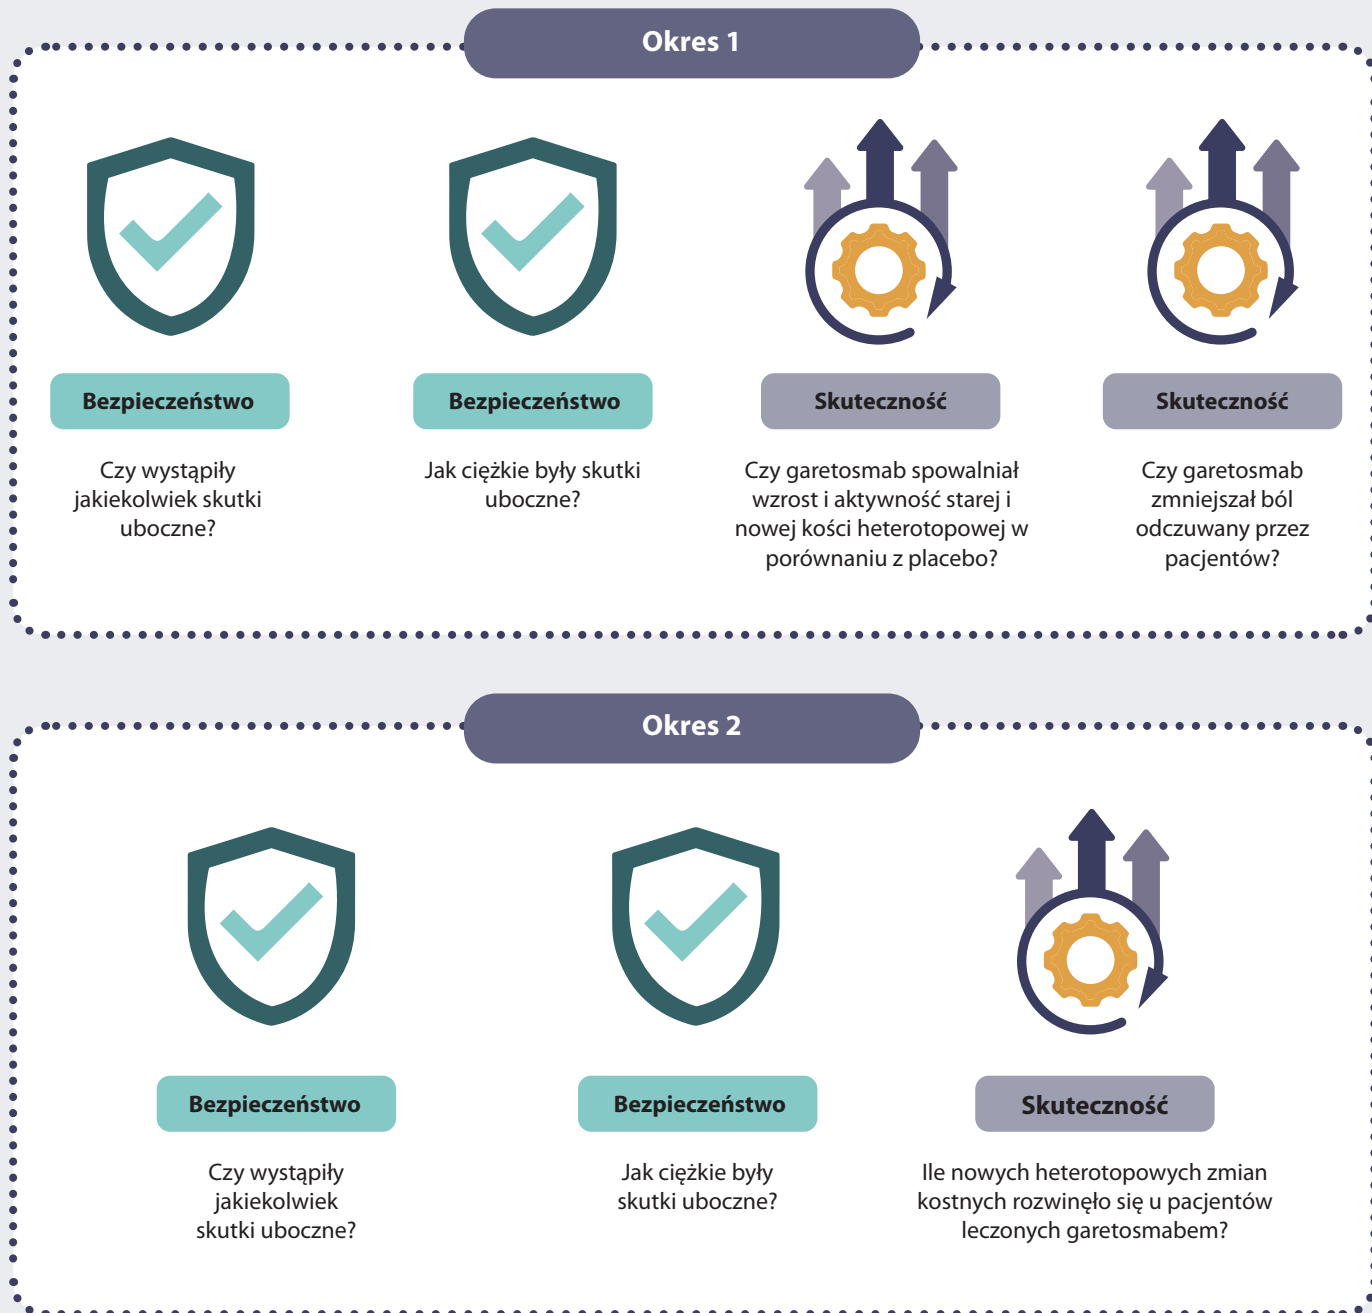 Okres 1
Bezpieczeństwo
Czy wystąpiły
jakiekolwiek skutki
uboczne?
Bezpieczeństwo
Jak ciężkie były skutki
uboczne?
Skuteczność
Czy garetosmab spowalniał
wzrost i aktywność starej i
nowej kości heterotopowej w
porównaniu z placebo?
Skuteczność
Czy garetosmab
zmniejszał ból
odczuwany przez
pacjentów?
Okres 2
Bezpieczeństwo
Czy wystąpiły
jakiekolwiek
skutki uboczne?
Bezpieczeństwo
Jak ciężkie były
skutki uboczne?
Skuteczność
Ile nowych heterotopowych zmian
kostnych rozwinęło się u pacjentów
leczonych garetosmabem?